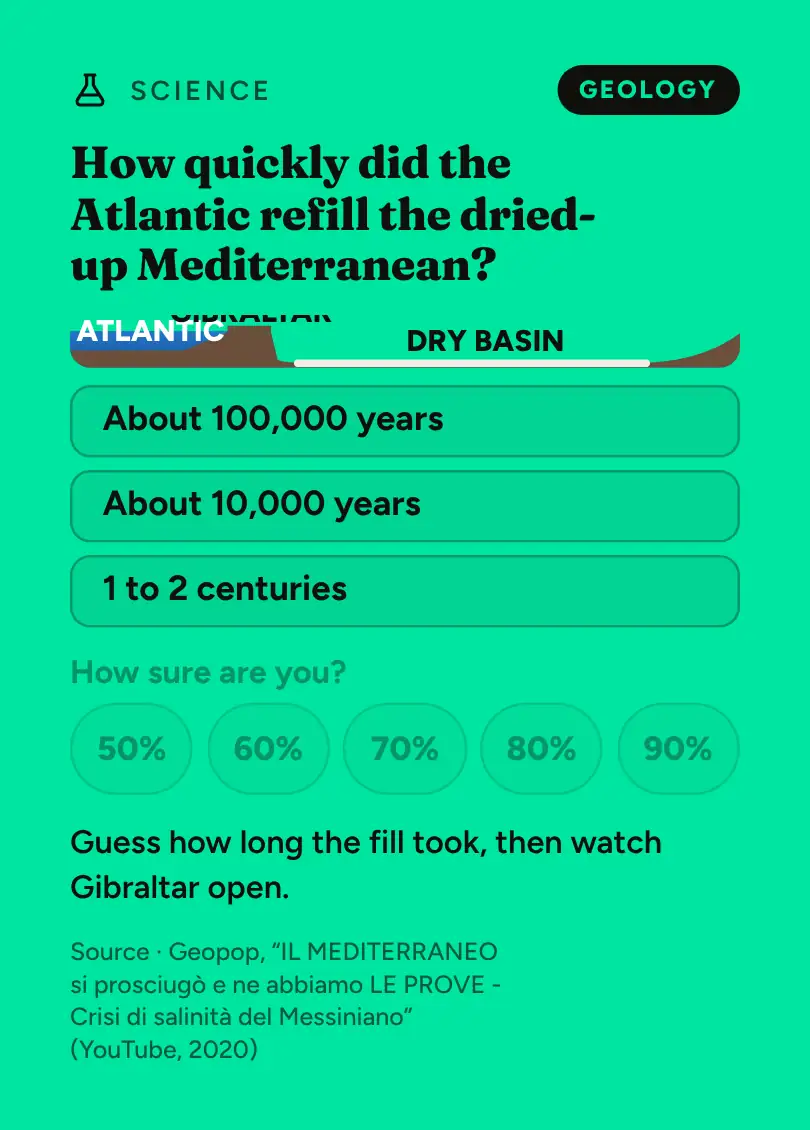 SCIENCE
GEOLOGY
How quickly did the
Atlantic refill the dried-
up Mediterranean?
GIBRALTAR
ATLANTIC
DRY BASIN
About 100,000 years
About 10,000 years
1 to 2 centuries
How sure are you?
50% 60% 70% 80% 90%
Guess how long the fill took, then watch
Gibraltar open.
Source · Geopop, “IL MEDITERRANEO
si prosciugò e ne abbiamo LE PROVE -
Crisi di salinità del Messiniano”
(YouTube, 2020)